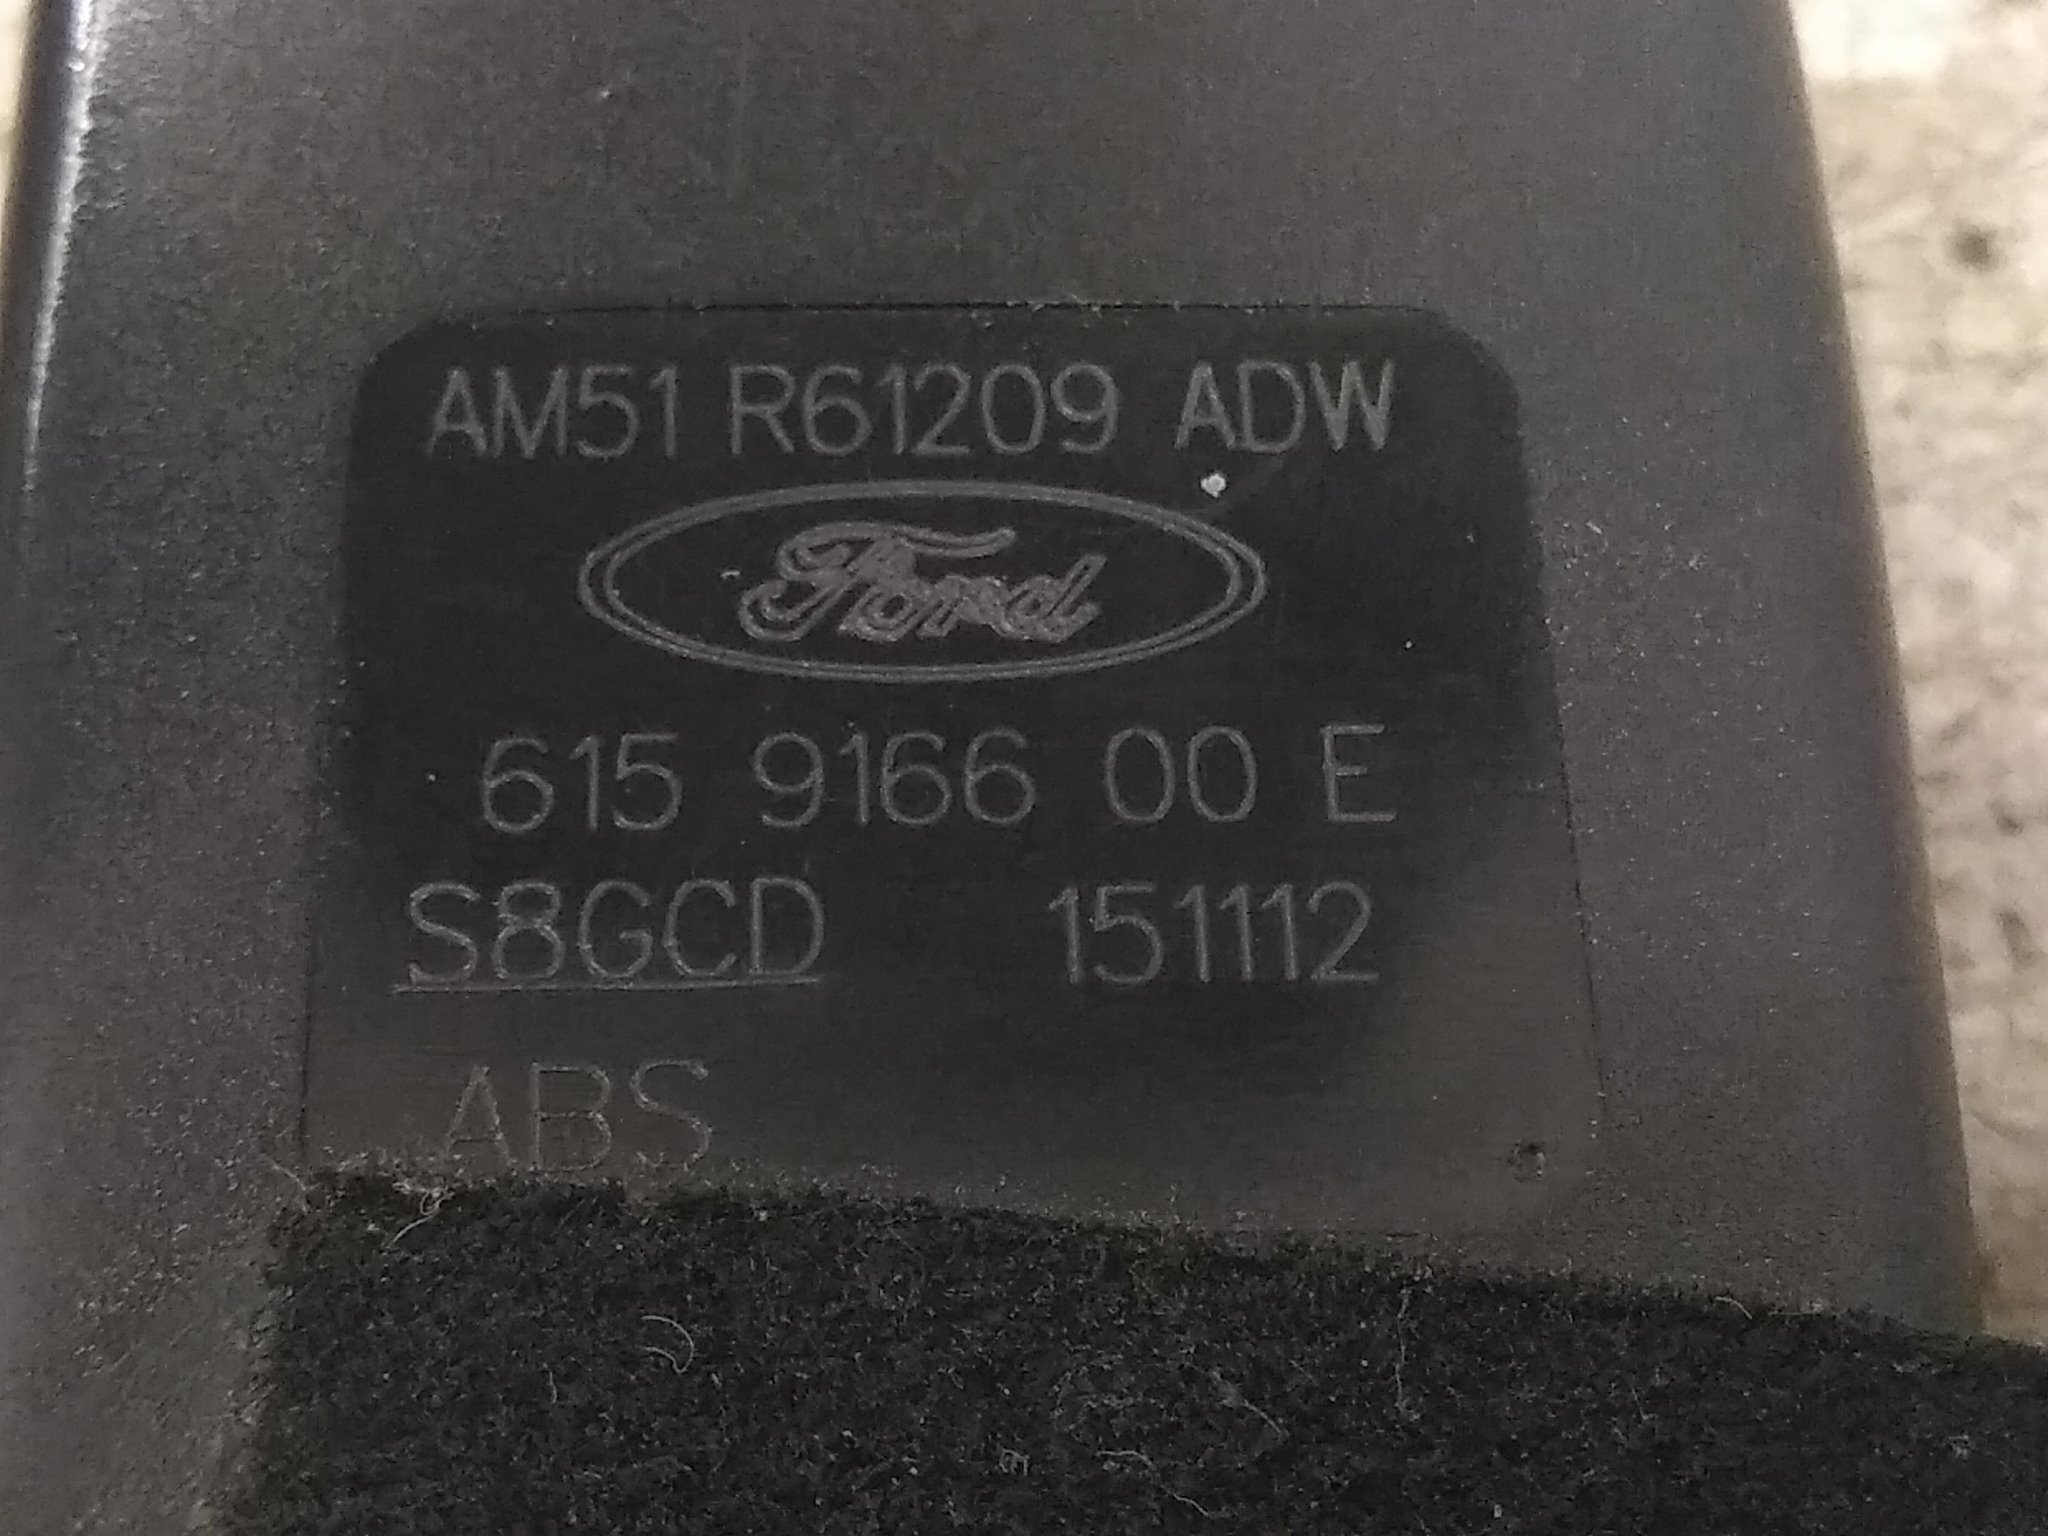 AM51 R61209 ADW
Ford
615 9166 00 E
S8GCD 151112
ABS